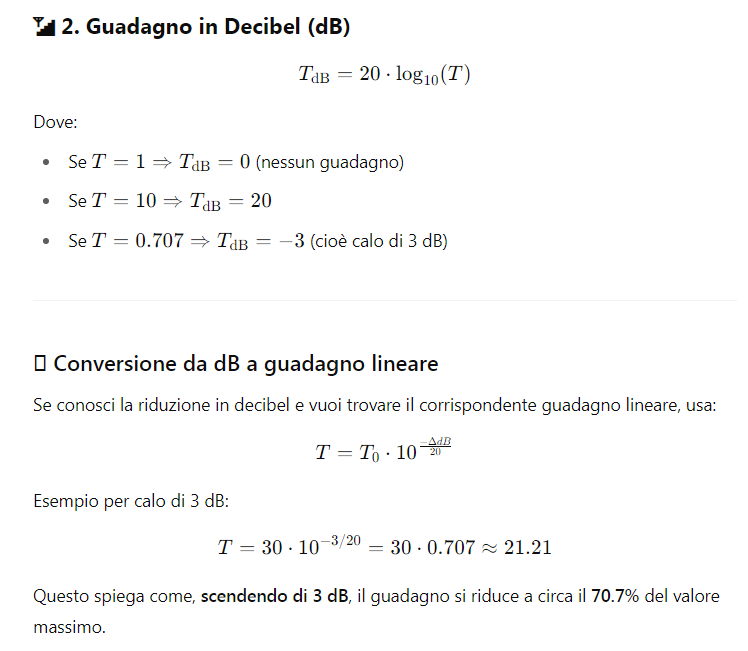 📶 2. Guadagno in Decibel (dB)
T_dB = 20 · log₁₀(T)
Dove:
• Se T = 1 ⇒ T_dB = 0 (nessun guadagno)
• Se T = 10 ⇒ T_dB = 20
• Se T = 0.707 ⇒ T_dB = −3 (cioè calo di 3 dB)
Conversione da dB a guadagno lineare
Se conosci la riduzione in decibel e vuoi trovare il corrispondente guadagno lineare, usa:
T = T₀ · 10^(−ΔdB/20)
Esempio per calo di 3 dB:
T = 30 · 10^(−3/20) = 30 · 0.707 ≈ 21.21
Questo spiega come, scendendo di 3 dB, il guadagno si riduce a circa il 70.7% del valore
massimo.